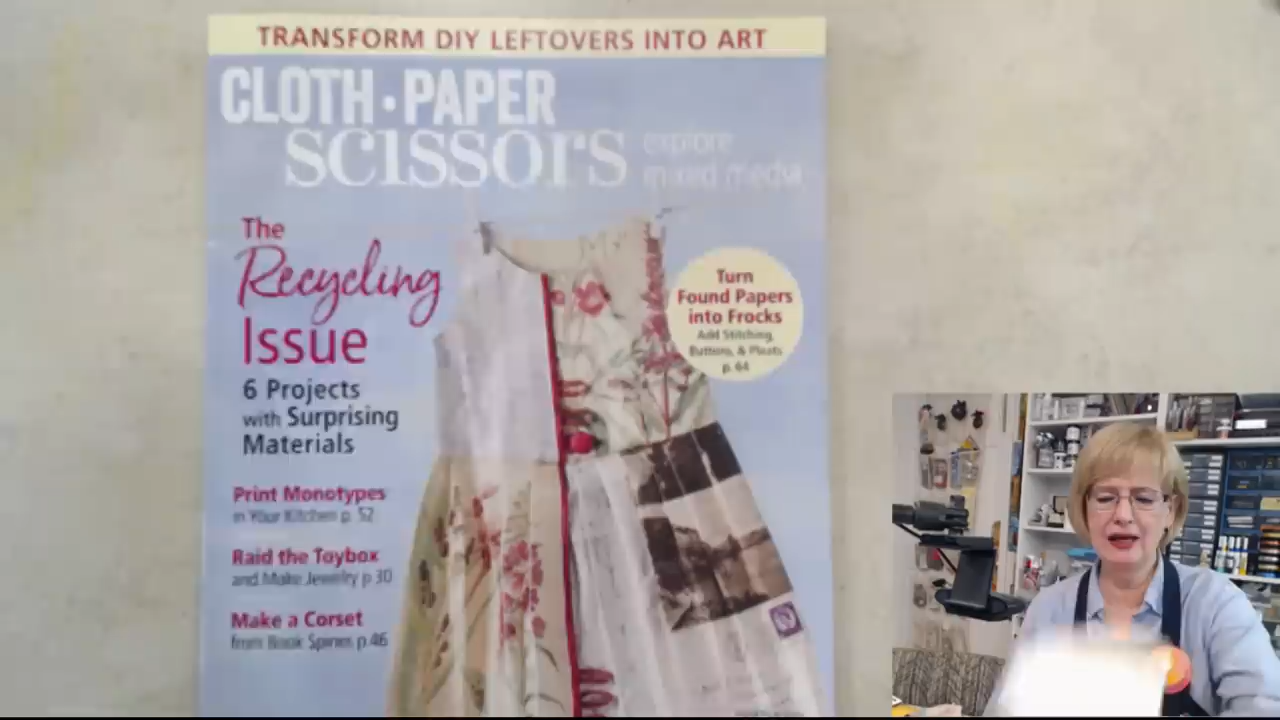 TRANSFORM DIY LEFTOVERS INTO ART
CLOTH·PAPER
SCISSORS
explore
mixed media
The
Recycling
Issue
6 Projects
with Surprising
Materials
Turn
Found Papers
into Frocks
Add Stitching,
Buttons, & Pleats
p. 64
Print Monotypes
in Your Kitchen p. 52
Raid the Toybox
and Make Jewelry p 30
Make a Corset
from Book Spines p.46